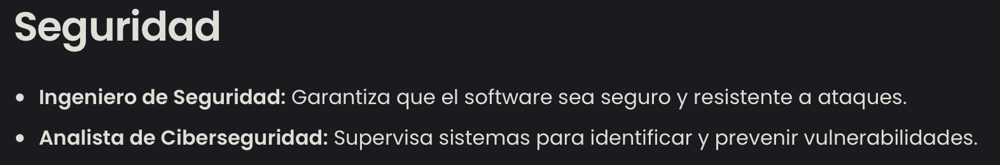 Seguridad
• Ingeniero de Seguridad: Garantiza que el software sea seguro y resistente a ataques.
• Analista de Ciberseguridad: Supervisa sistemas para identificar y prevenir vulnerabilidades.